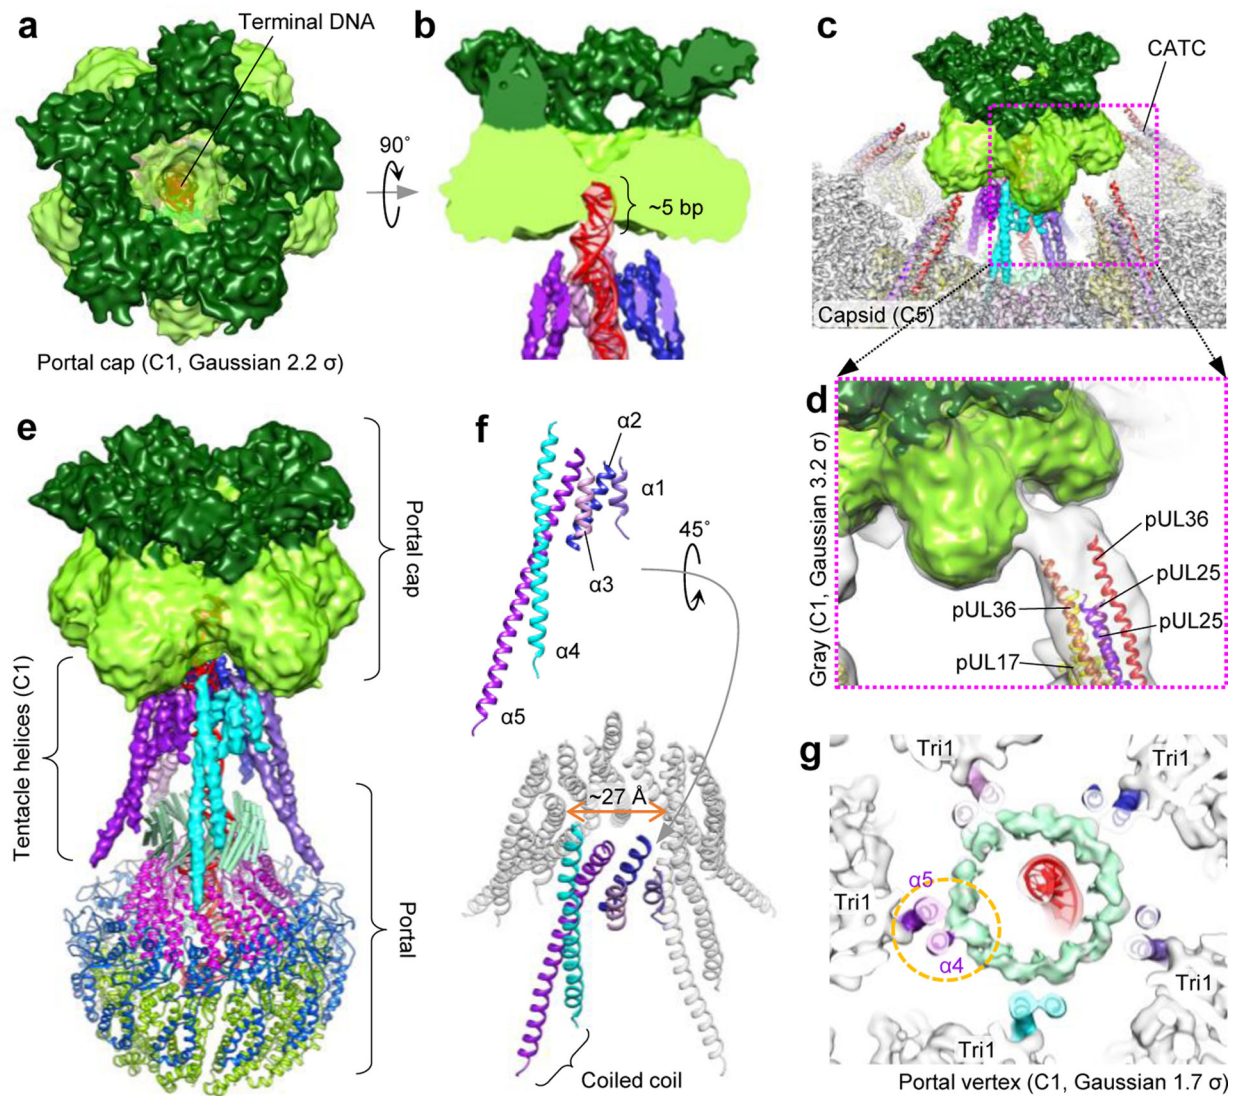 a
Terminal DNA
90°
Portal cap (C1, Gaussian 2.2 σ)
b
~5 bp
c
CATC
Capsid (C5)
d
Gray (C1, Gaussian 3.2 σ)
pUL36
pUL25
pUL36
pUL25
pUL17
e
Portal cap
Tentacle helices (C1)
Portal
f
α2
α1
α3
α4
α5
45°
~27 Å
Coiled coil
g
Tri1
Tri1
α5
Tri1
α4
Tri1
Tri1
Portal vertex (C1, Gaussian 1.7 σ)